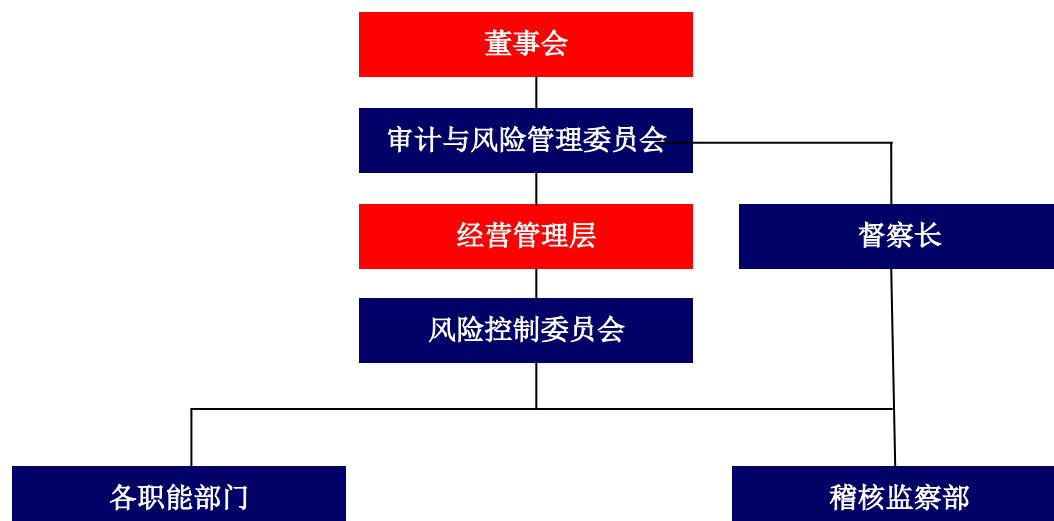 董事会
审计与风险管理委员会
经营管理层
督察长
风险控制委员会
各职能部门
稽核监察部